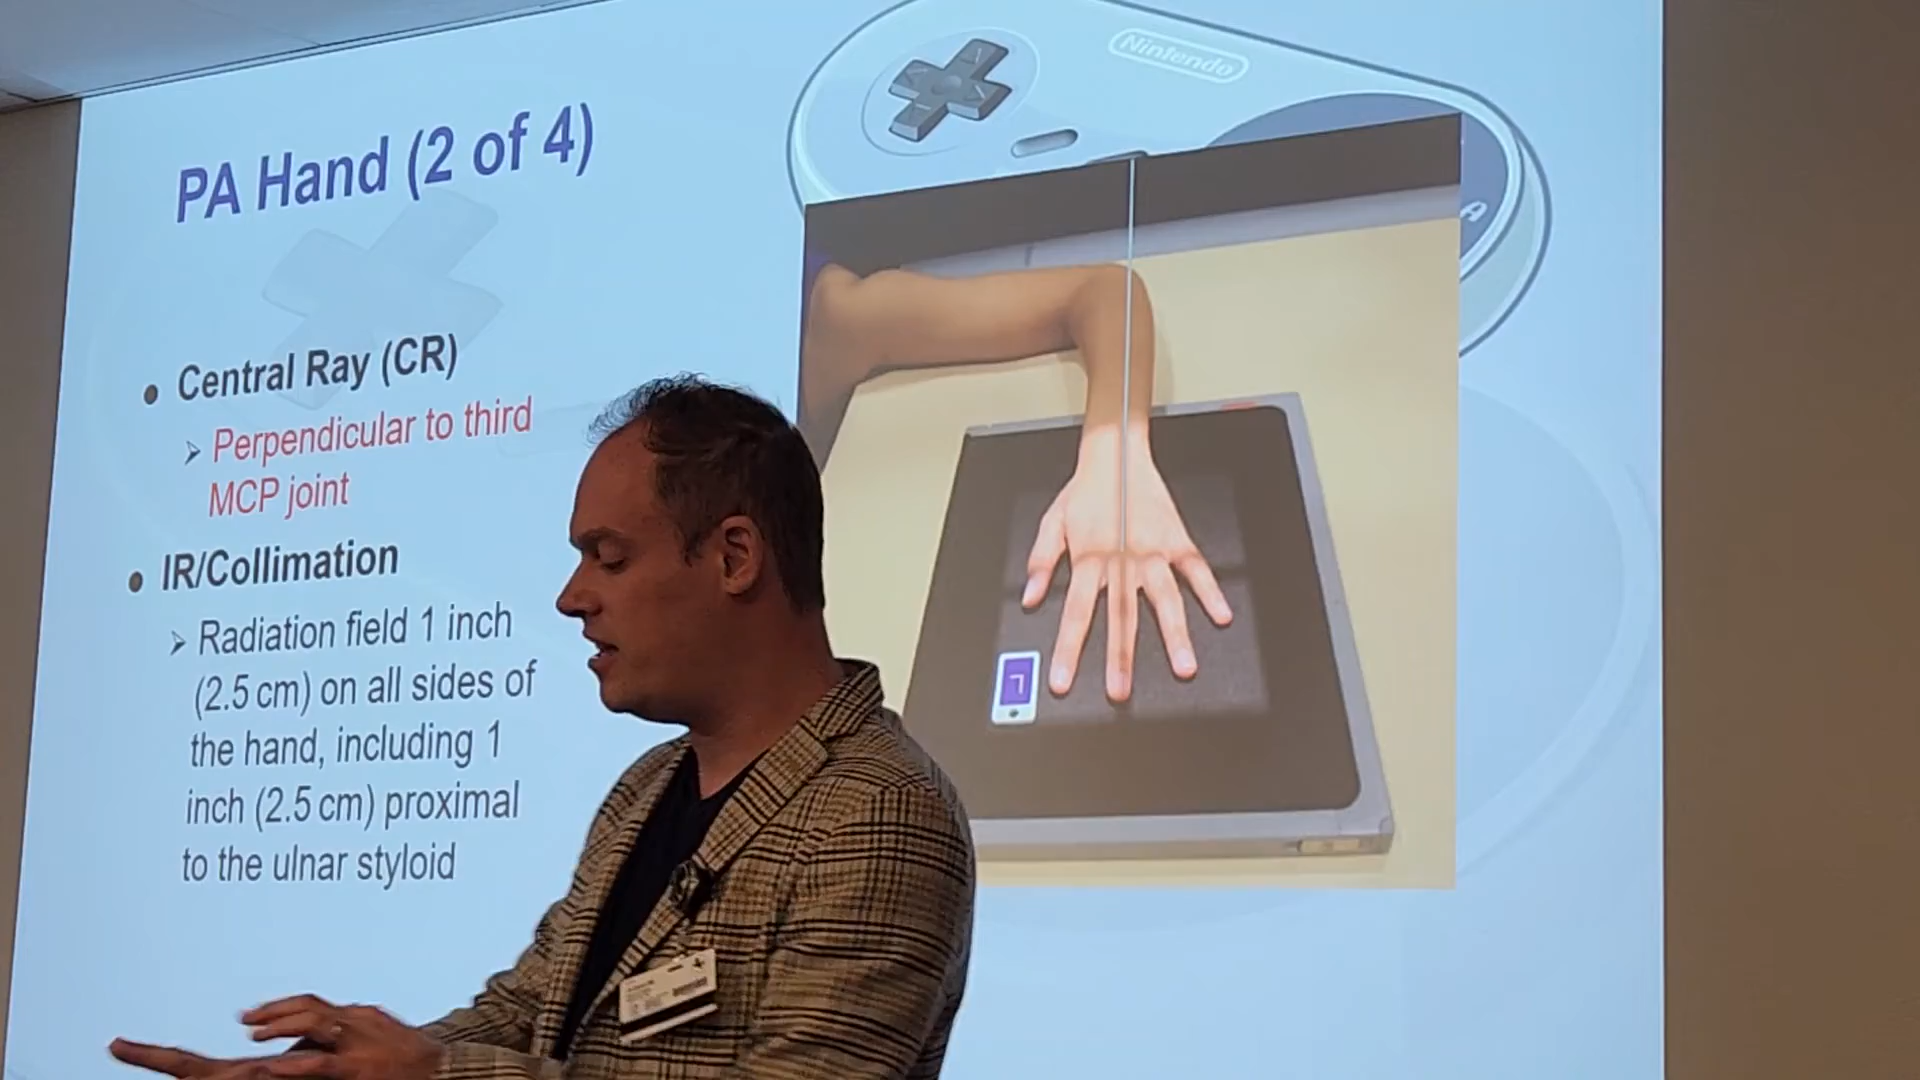 Nintendo
PA Hand (2 of 4)
A
Central Ray (CR)
Perpendicular to third
MCP joint
IR/Collimation
Radiation field 1 inch
(2.5 cm) on all sides of
the hand, including 1
inch (2.5 cm) proximal
to the ulnar styloid